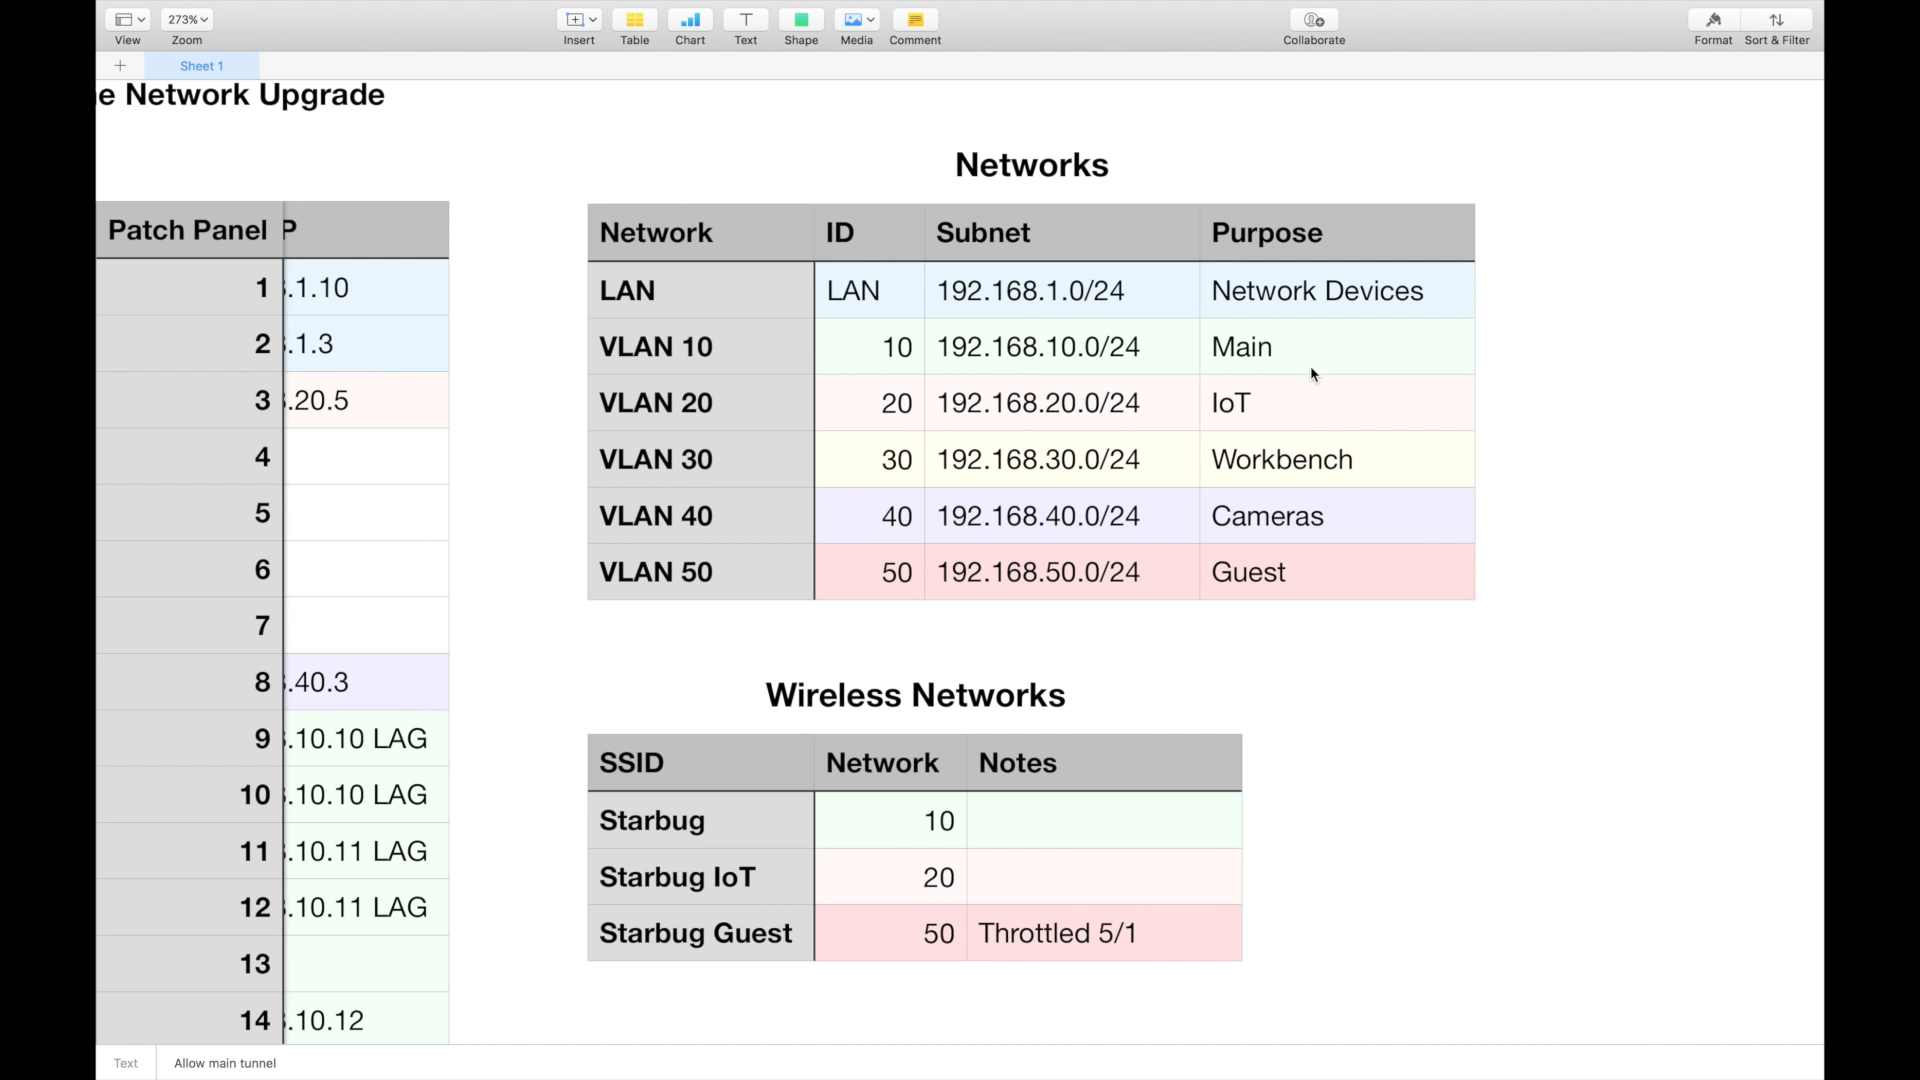 View
273%
Zoom
Insert
Table
Chart
Text
Shape
Media
Comment
Collaborate
Format
Sort & Filter
Sheet 1
e Network Upgrade
Patch Panel P
1 .1.10
2 .1.3
3 .20.5
4
5
6
7
8 .40.3
9 .10.10 LAG
10 .10.10 LAG
11 .10.11 LAG
12 .10.11 LAG
13
14 .10.12
Networks
Network ID Subnet Purpose
LAN LAN 192.168.1.0/24 Network Devices
VLAN 10 10 192.168.10.0/24 Main
VLAN 20 20 192.168.20.0/24 IoT
VLAN 30 30 192.168.30.0/24 Workbench
VLAN 40 40 192.168.40.0/24 Cameras
VLAN 50 50 192.168.50.0/24 Guest
Wireless Networks
SSID Network Notes
Starbug 10
Starbug IoT 20
Starbug Guest 50 Throttled 5/1
Text Allow main tunnel